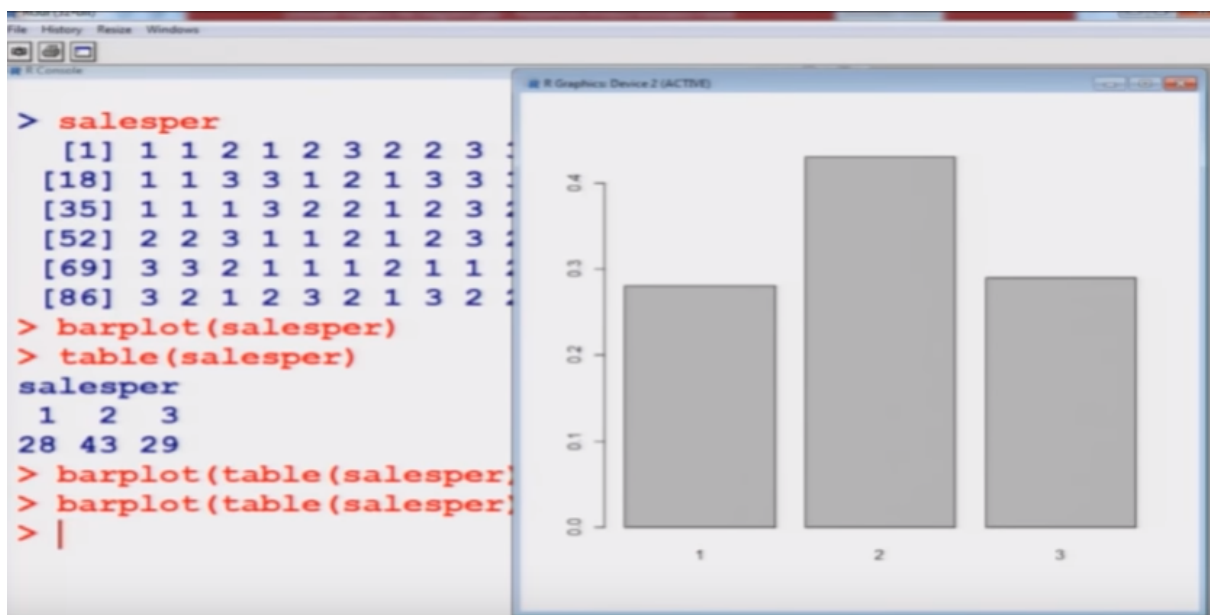 File History Resize Windows
R Console
> salesper
[1] 1 1 2 1 2 3 2 2 3
[18] 1 1 3 3 1 2 1 3 3
[35] 1 1 1 3 2 2 1 2 3
[52] 2 2 3 1 1 2 1 2 3
[69] 3 3 2 1 1 1 2 1 1
[86] 3 2 1 2 3 2 1 3 2
> barplot(salesper)
> table(salesper)
salesper
1 2 3
28 43 29
> barplot(table(salesper)
> barplot(table(salesper)
>
R Graphics: Device 2 (ACTIVE)
0.4
0.3
0.2
0.1
0.0
1 2 3